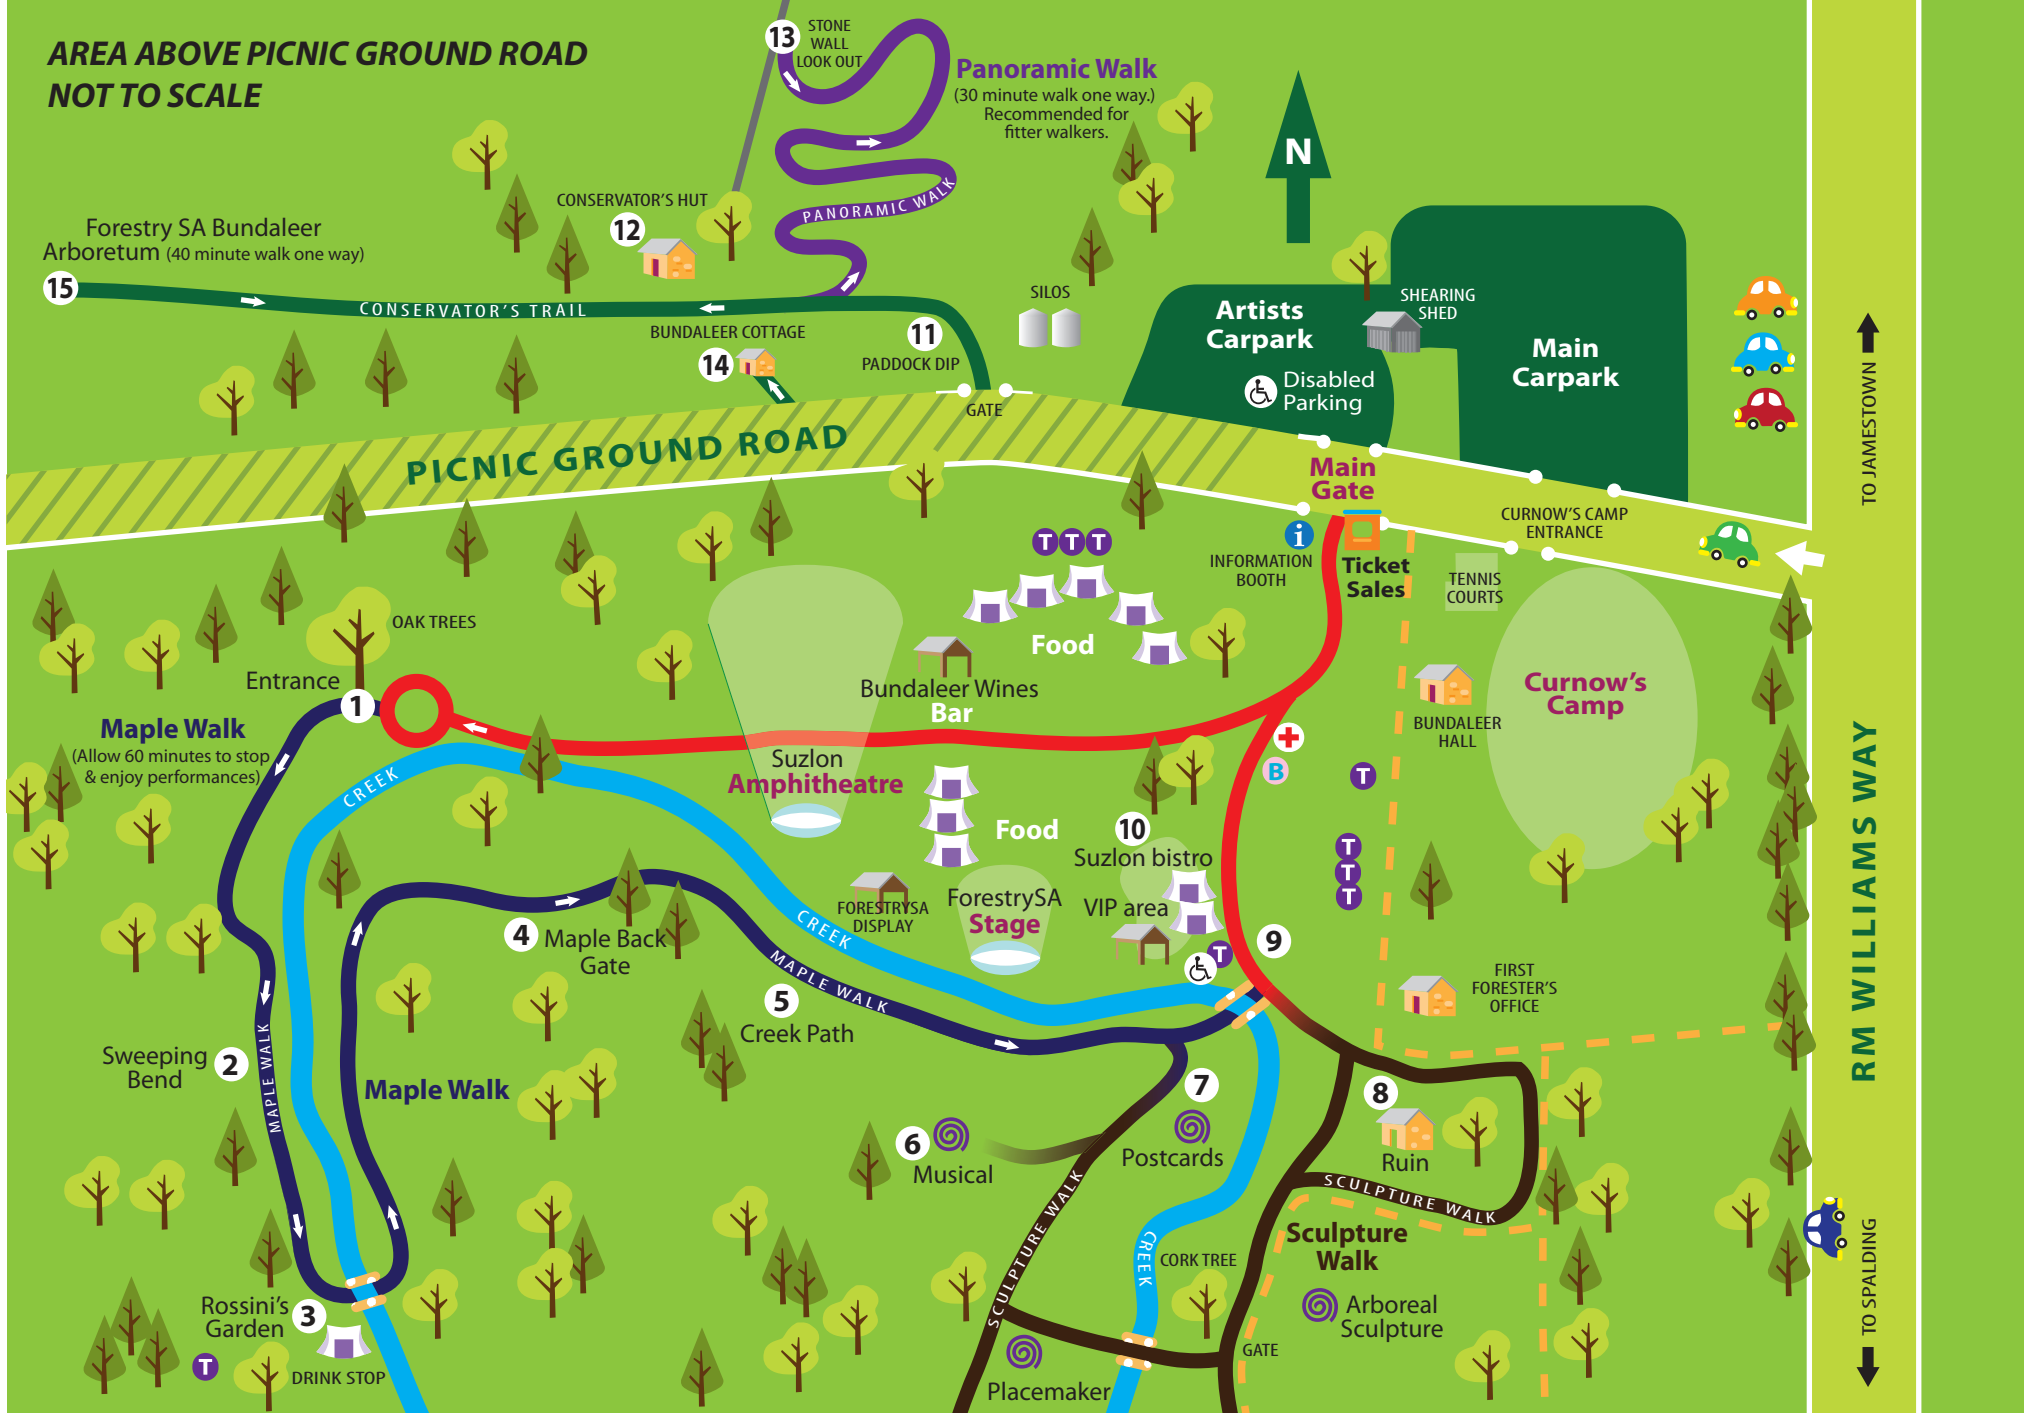 AREA ABOVE PICNIC GROUND ROAD
NOT TO SCALE
13
STONE
WALL
LOOK OUT
Panoramic Walk
(30 minute walk one way.)
Recommended for
fitter walkers.
N
PANORAMIC WALK
CONSERVATOR'S HUT
12
Forestry SA Bundaleer
Arboretum (40 minute walk one way)
15
CONSERVATOR'S TRAIL
BUNDALEER COTTAGE
14
11
PADDOCK DIP
SILOS
GATE
Artists
Carpark
Disabled
Parking
SHEARING
SHED
Main
Carpark
TO JAMESTOWN
PICNIC GROUND ROAD
Main
Gate
CURNOW'S CAMP
ENTRANCE
i
INFORMATION
BOOTH
Ticket
Sales
TENNIS
COURTS
T T T
Food
OAK TREES
Entrance
1
Maple Walk
(Allow 60 minutes to stop
& enjoy performances)
Bundaleer Wines
Bar
Curnow's
Camp
BUNDALEER
HALL
RM WILLIAMS WAY
CREEK
Suzlon
Amphitheatre
B
T
Food
10
Suzlon bistro
T
T
T
FORESTRYSA
DISPLAY
ForestrySA
Stage
VIP area
T
9
4
Maple Back
Gate
CREEK
MAPLE WALK
5
Creek Path
FIRST
FORESTER'S
OFFICE
Sweeping
Bend
2
MAPLE WALK
Maple Walk
7
Postcards
8
Ruin
6
Musical
SCULPTURE WALK
SCULPTURE WALK
Sculpture
Walk
CREEK
CORK TREE
Arboreal
Sculpture
GATE
TO SPALDING
Rossini's
Garden
3
T
DRINK STOP
Placemaker